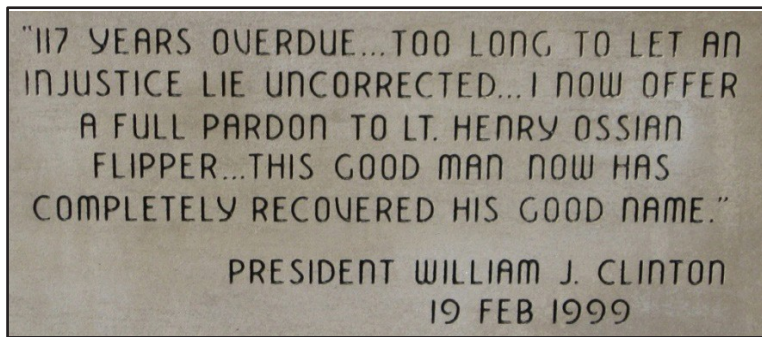 "117 YEARS OVERDUE...TOO LONG TO LET AN
INJUSTICE LIE UNCORRECTED...I NOW OFFER
A FULL PARDON TO LT. HENRY OSSIAN
FLIPPER...THIS GOOD MAN NOW HAS
COMPLETELY RECOVERED HIS GOOD NAME."
PRESIDENT WILLIAM J. CLINTON
19 FEB 1999